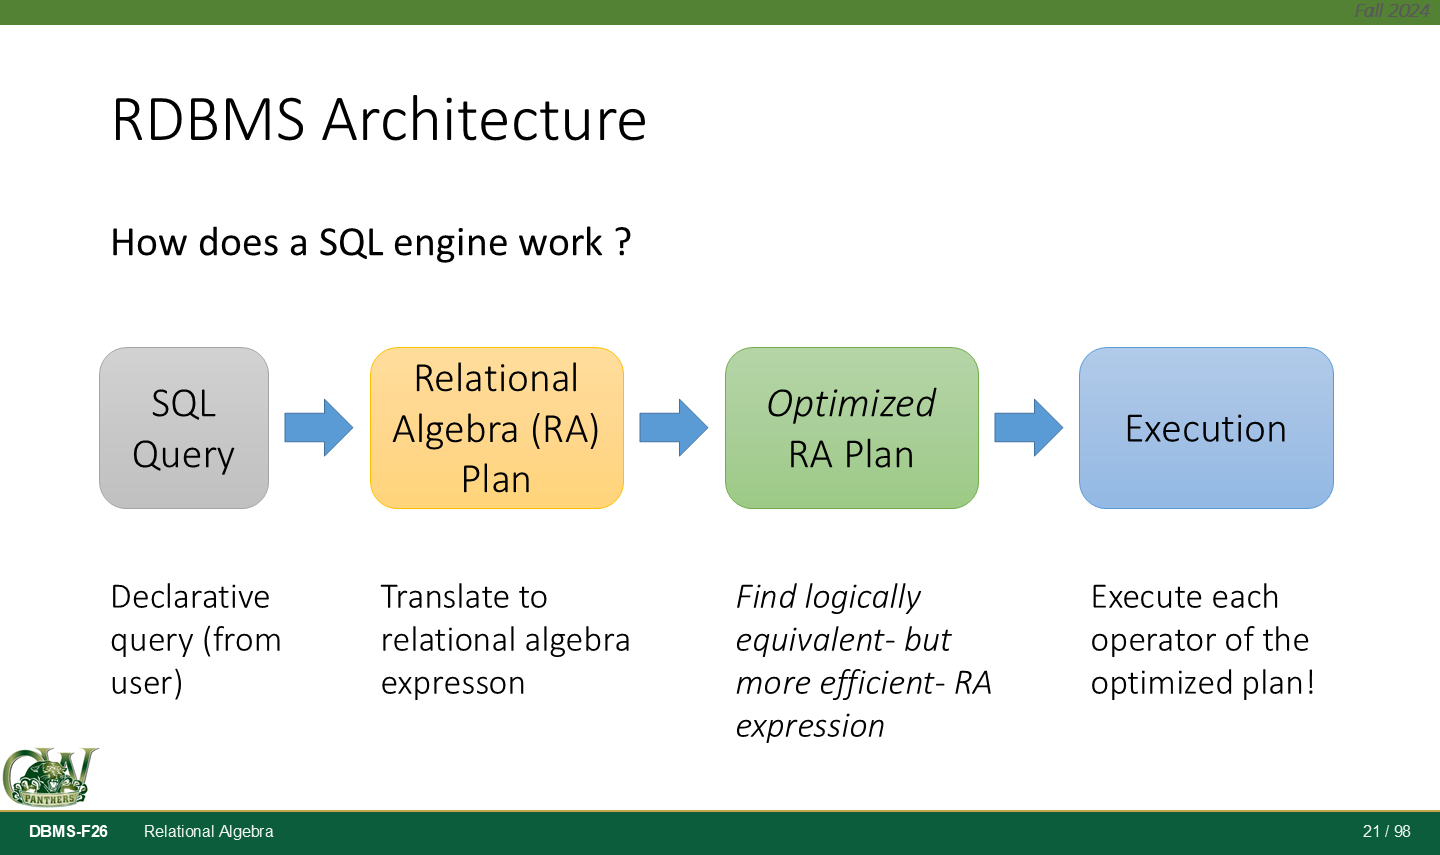 Fall 2024
RDBMS Architecture
How does a SQL engine work ?
SQL
Query
Relational
Algebra (RA)
Plan
Optimized
RA Plan
Execution
Declarative
query (from
user)
Translate to
relational algebra
expresson
Find logically
equivalent- but
more efficient- RA
expression
Execute each
operator of the
optimized plan!
OW
PANTHERS
DBMS-F26 Relational Algebra 21 / 98